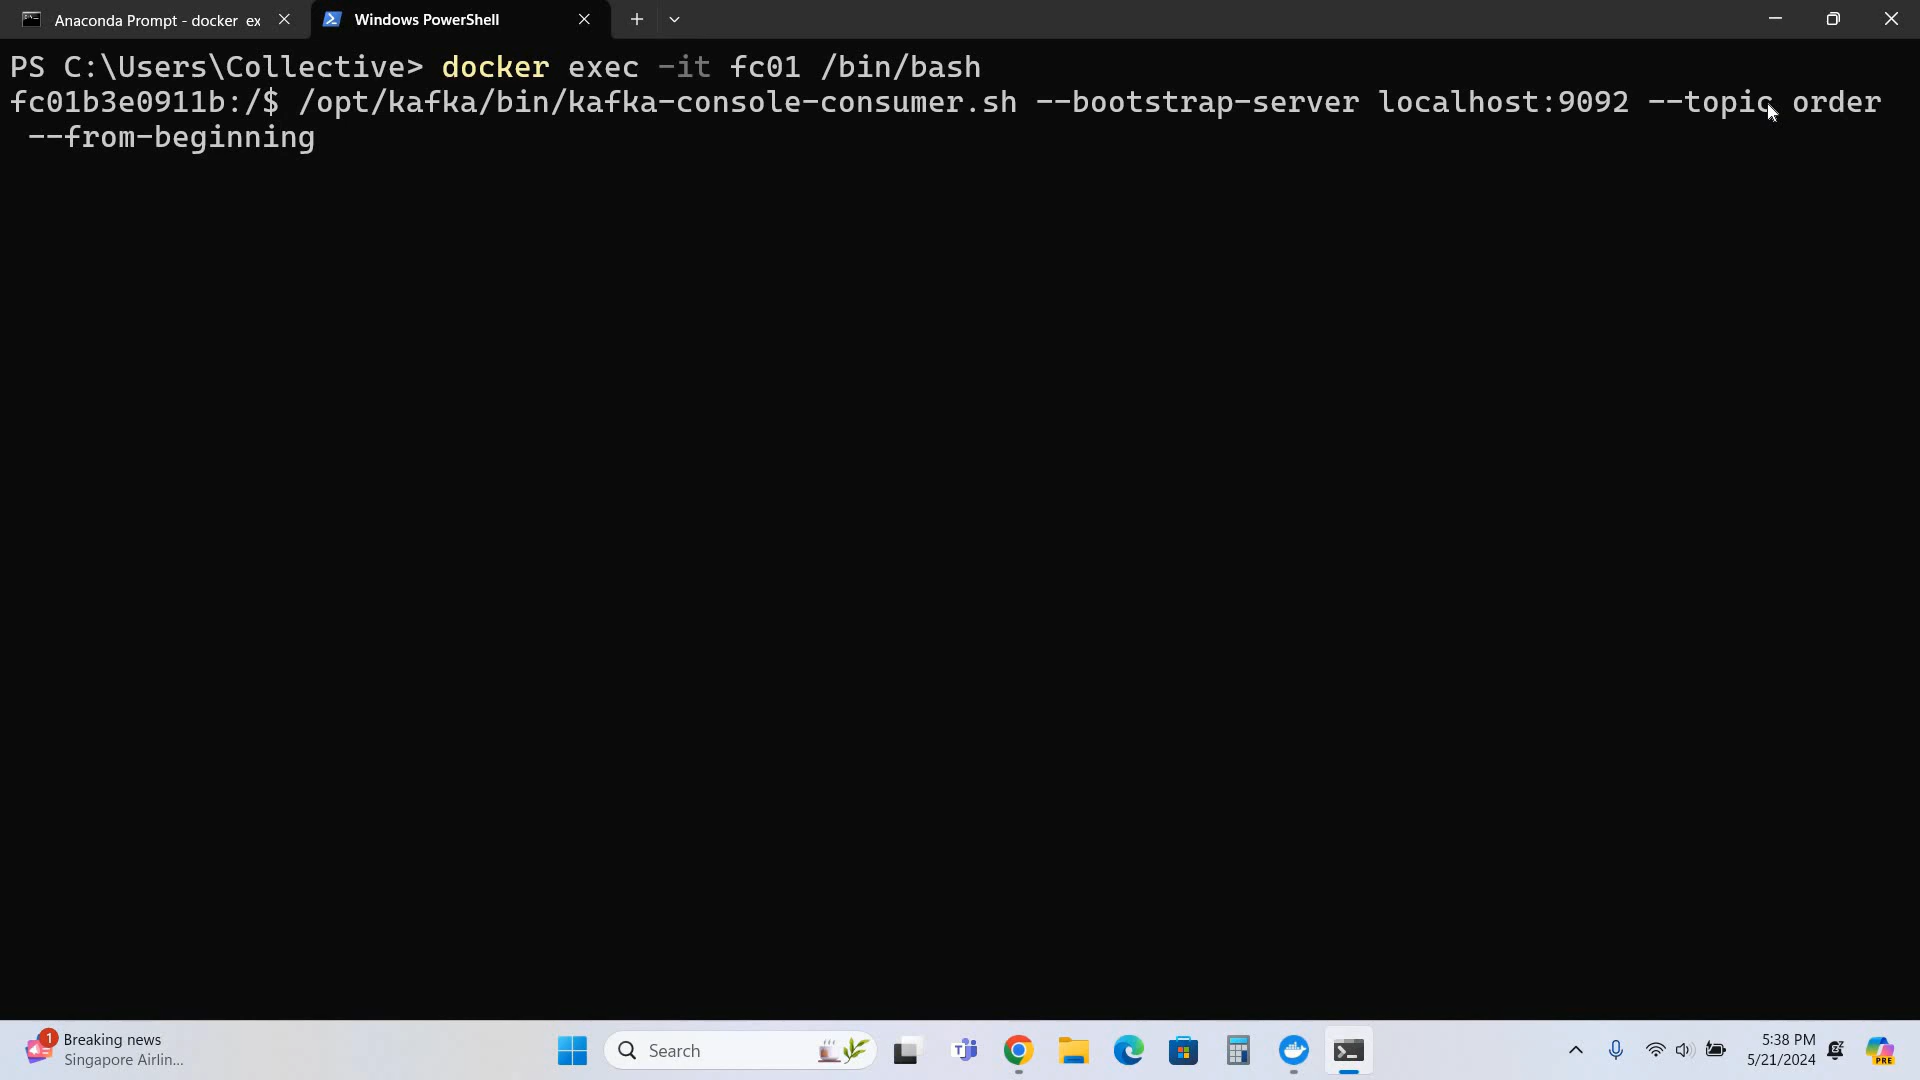 Anaconda Prompt - docker ex
Windows PowerShell
PS C:\Users\Collective> docker exec -it fc01 /bin/bash
fc01b3e0911b:/$ /opt/kafka/bin/kafka-console-consumer.sh --bootstrap-server localhost:9092 --topic order
--from-beginning
1
Breaking news
Singapore Airlin...
Search
5:38 PM
5/21/2024
PRE